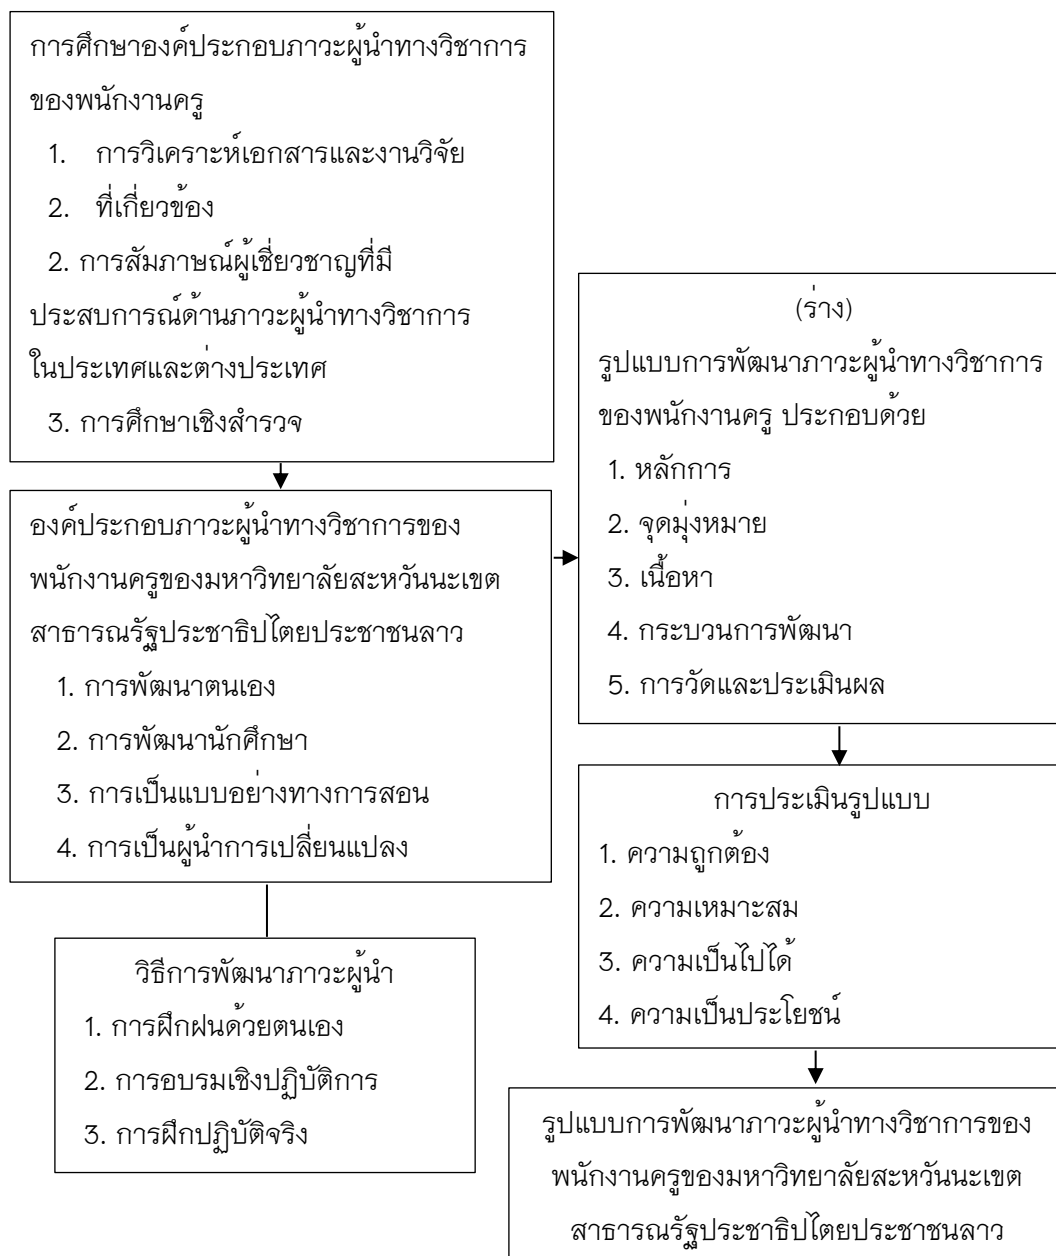 การศึกษาองค์ประกอบภาวะผู้นำทางวิชาการ
ของพนักงานครู
1. การวิเคราะห์เอกสารและงานวิจัย
2. ที่เกี่ยวข้อง
2. การสัมภาษณ์ผู้เชี่ยวชาญที่มี
ประสบการณ์ด้านภาวะผู้นำทางวิชาการ
ในประเทศและต่างประเทศ
3. การศึกษาเชิงสำรวจ
องค์ประกอบภาวะผู้นำทางวิชาการของ
พนักงานครูของมหาวิทยาลัยสะหวันนะเขต
สาธารณรัฐประชาธิปไตยประชาชนลาว
1. การพัฒนาตนเอง
2. การพัฒนานักศึกษา
3. การเป็นแบบอย่างทางการสอน
4. การเป็นผู้นำการเปลี่ยนแปลง
วิธีการพัฒนาภาวะผู้นำ
1. การฝึกฝนด้วยตนเอง
2. การอบรมเชิงปฏิบัติการ
3. การฝึกปฏิบัติจริง
(ร่าง)
รูปแบบการพัฒนาภาวะผู้นำทางวิชาการ
ของพนักงานครู ประกอบด้วย
1. หลักการ
2. จุดมุ่งหมาย
3. เนื้อหา
4. กระบวนการพัฒนา
5. การวัดและประเมินผล
การประเมินรูปแบบ
1. ความถูกต้อง
2. ความเหมาะสม
3. ความเป็นไปได้
4. ความเป็นประโยชน์
รูปแบบการพัฒนาภาวะผู้นำทางวิชาการของ
พนักงานครูของมหาวิทยาลัยสะหวันนะเขต
สาธารณรัฐประชาธิปไตยประชาชนลาว